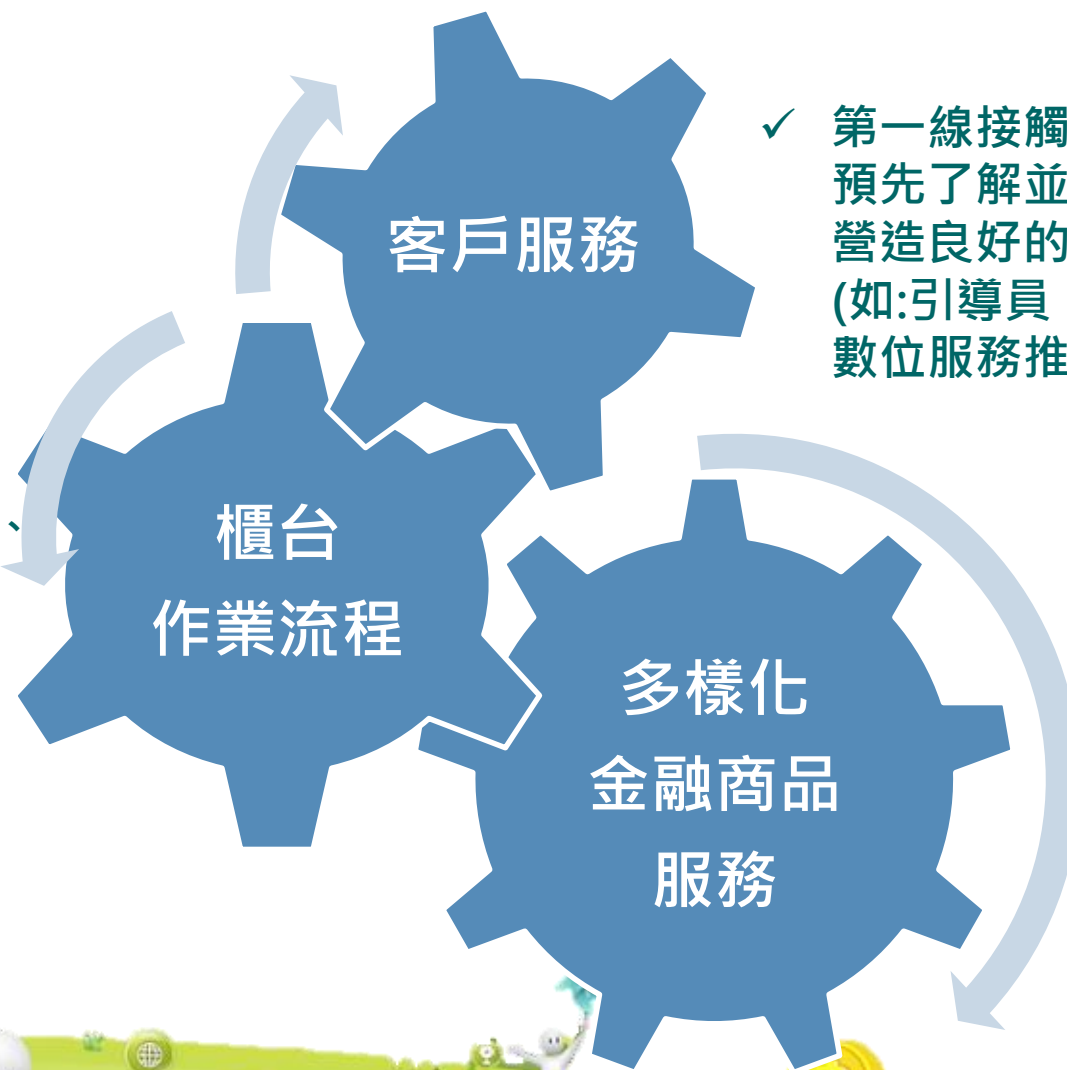 客戶服務
✓ 第一線接觸
預先了解並
營造良好的
(如:引導員
數位服務推
、
櫃台
作業流程
多樣化
金融商品
服務